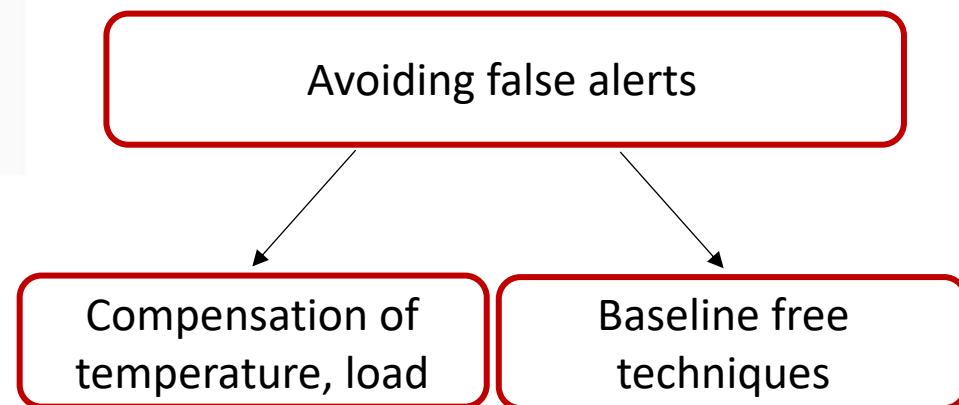 Avoiding false alerts
Compensation of
temperature, load
Baseline free
techniques